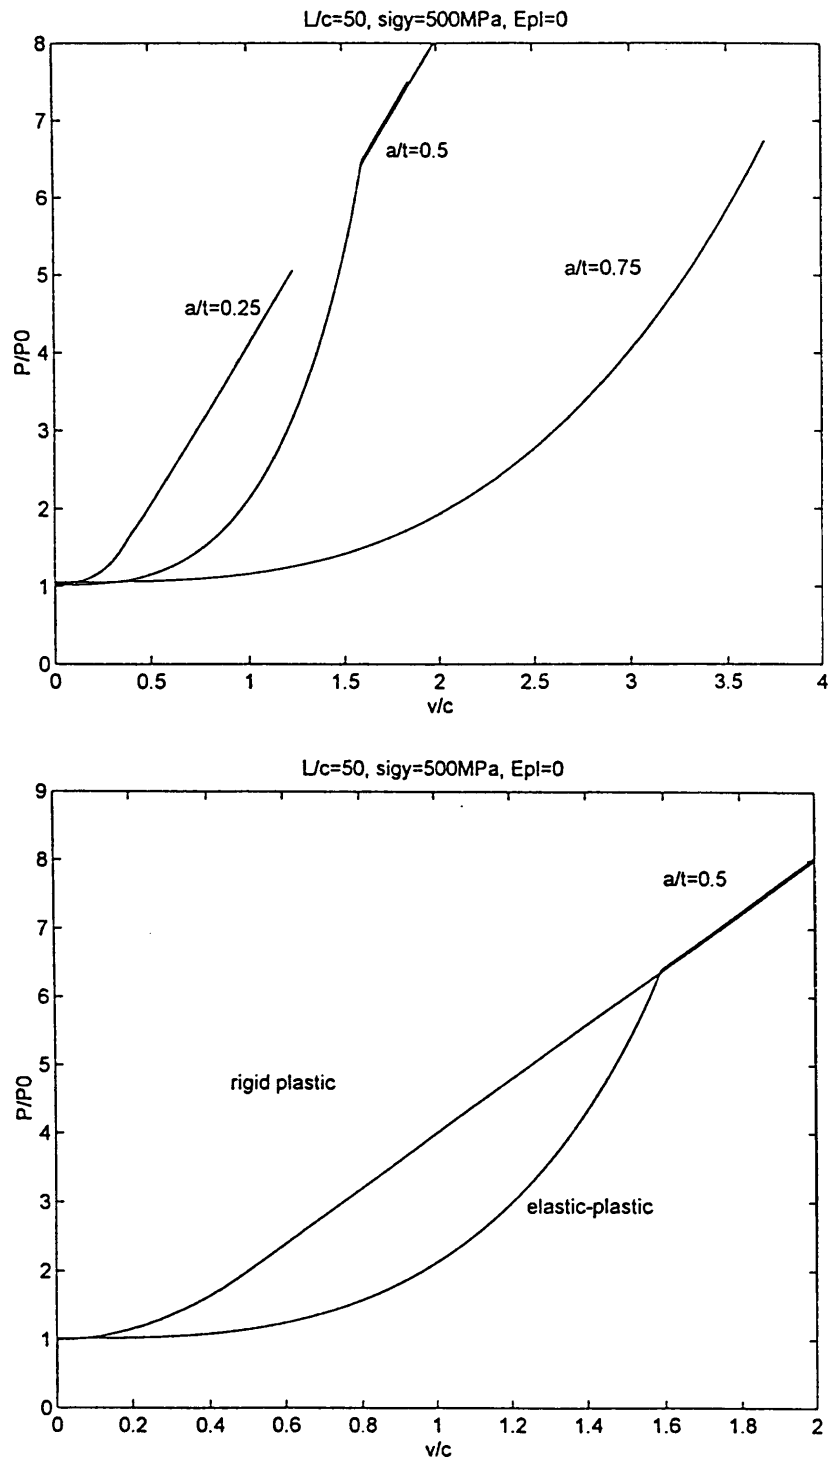 L/c=50, sigy=500MPa, Epl=0
8
7
6
5
4
3
2
1
0
P/P0
a/t=0.5
a/t=0.75
a/t=0.25
0 0.5 1 1.5 2 2.5 3 3.5 4
v/c
L/c=50, sigy=500MPa, Epl=0
9
8
7
6
5
4
3
2
1
0
P/P0
a/t=0.5
rigid plastic
elastic-plastic
0 0.2 0.4 0.6 0.8 1 1.2 1.4 1.6 1.8 2
v/c